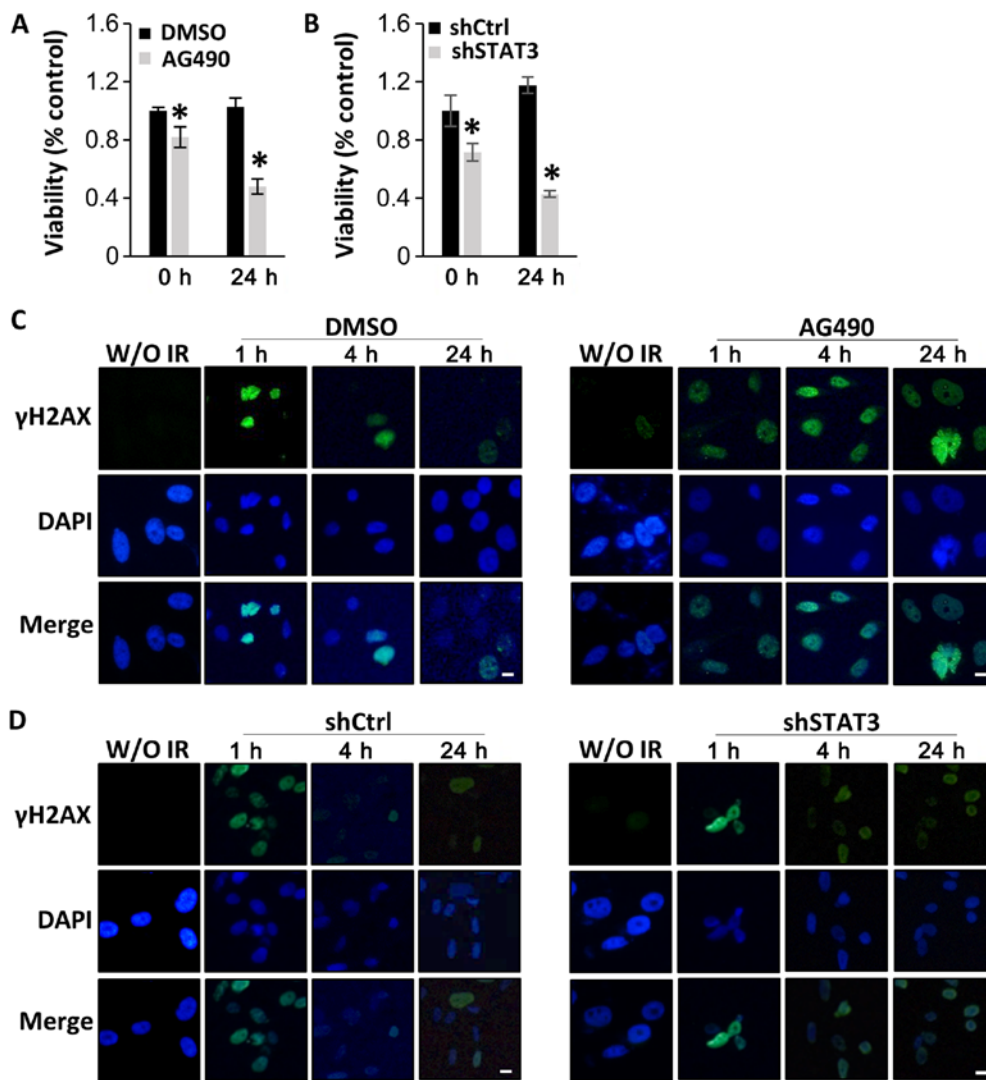 A
Viability (% control)
1.6
1.2
0.8
0.4
0
DMSO
AG490
*
*
0 h
24 h
B
Viability (% control)
1.6
1.2
0.8
0.4
0
shCtrl
shSTAT3
*
*
0 h
24 h
C
DMSO
W/O IR 1 h 4 h 24 h
AG490
W/O IR 1 h 4 h 24 h
γH2AX
DAPI
Merge
D
shCtrl
W/O IR 1 h 4 h 24 h
shSTAT3
W/O IR 1 h 4 h 24 h
γH2AX
DAPI
Merge